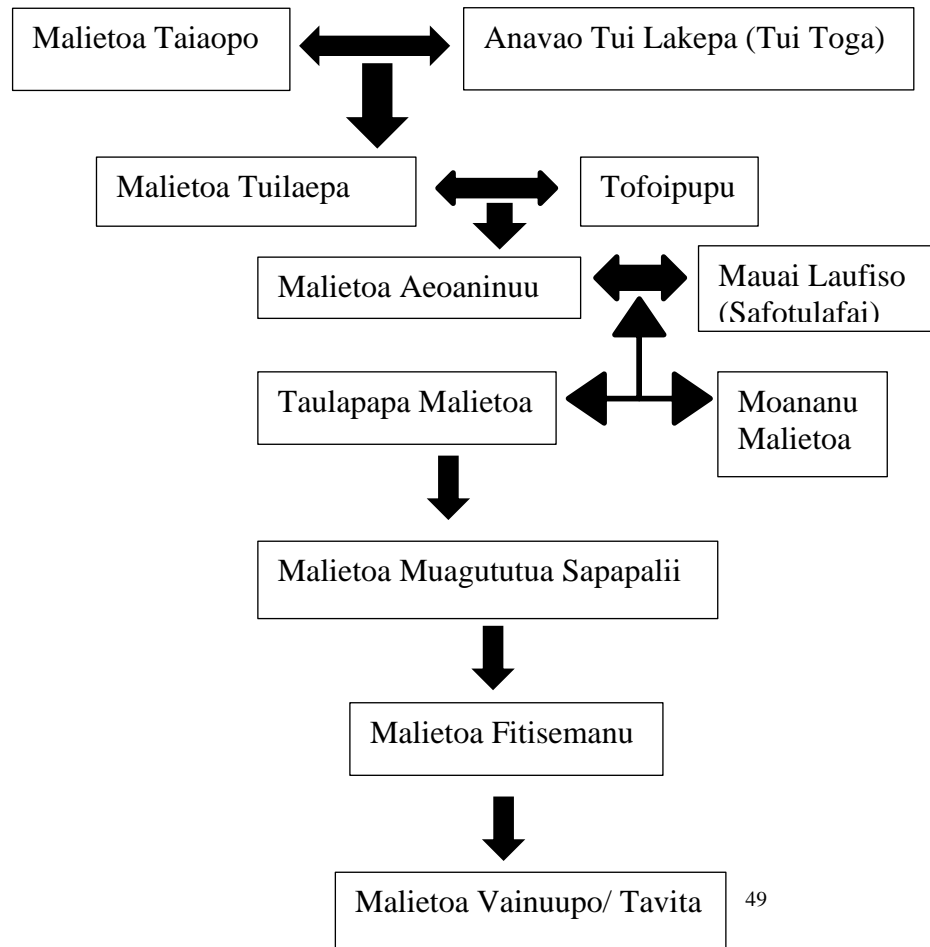 Malietoa Taiaopo
Anavao Tui Lakepa (Tui Toga)
Malietoa Tuilaepa
Tofoipupu
Malietoa Aeoaninuu
Mauai Laufiso
(Safotulafai)
Taulapapa Malietoa
Moananu
Malietoa
Malietoa Muagututua Sapapalii
Malietoa Fitisemanu
Malietoa Vainuupo/ Tavita
49